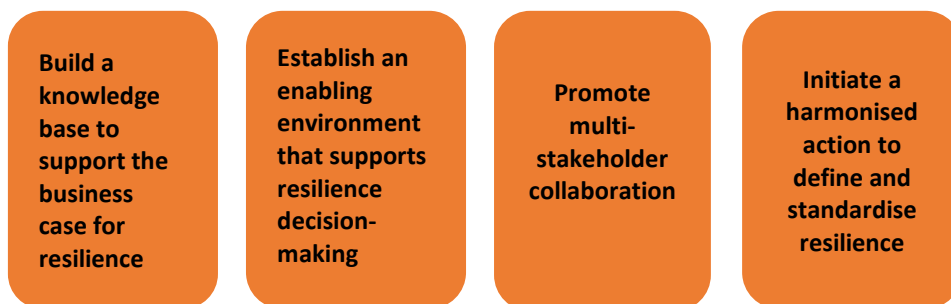 Build a
knowledge
base to
support the
business
case for
resilience
Establish an
enabling
environment
that supports
resilience
decision-
making
Promote
multi-
stakeholder
collaboration
Initiate a
harmonised
action to
define and
standardise
resilience